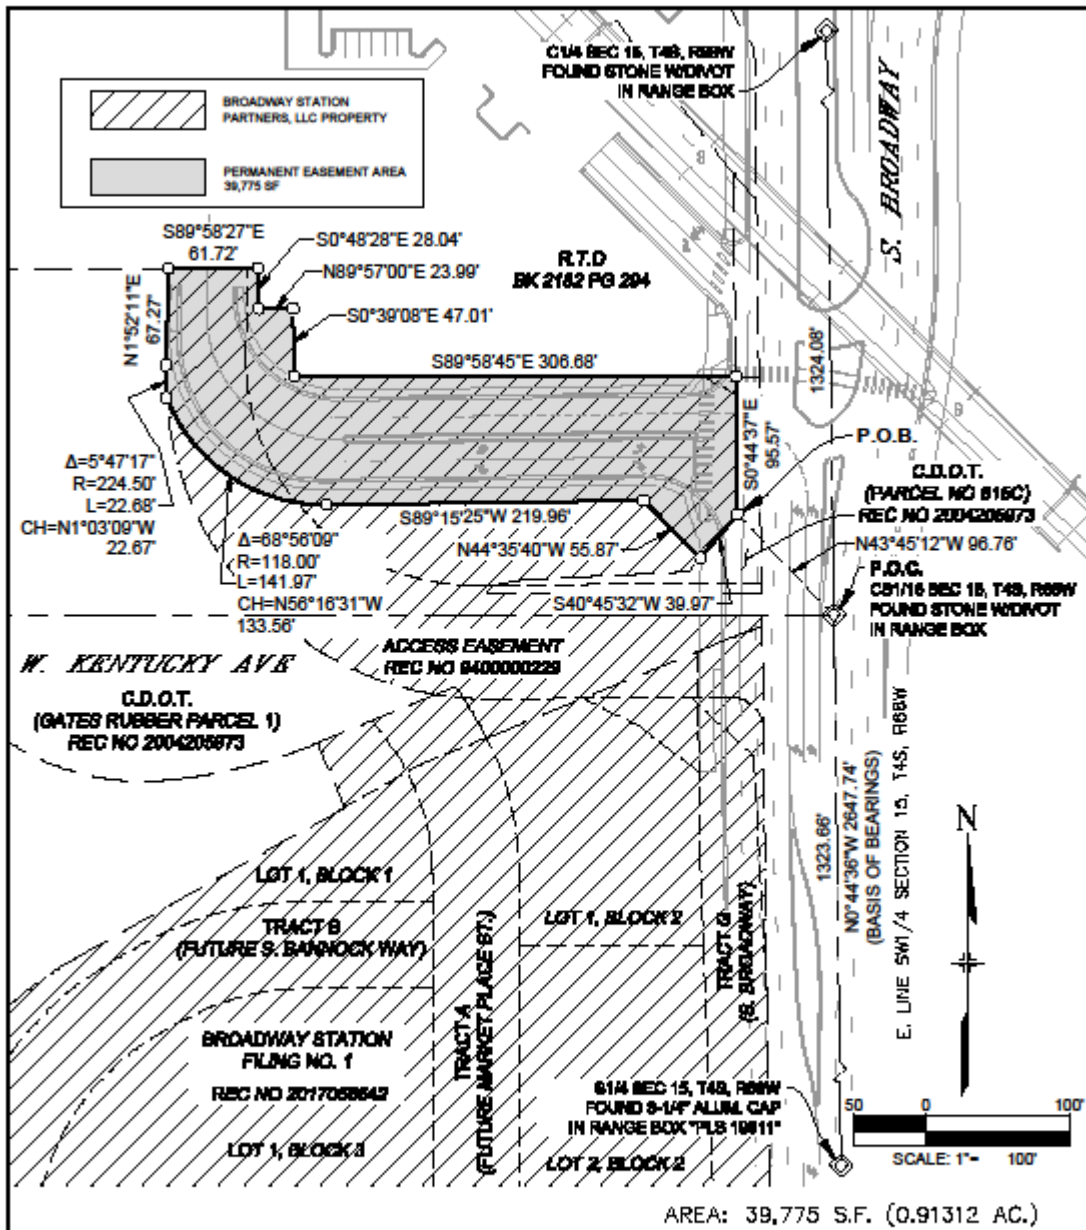 C1/4 SEC 15, T4S, R68W
FOUND STONE W/DIVOT
IN RANGE BOX
S. BROADWAY
BROADWAY STATION
PARTNERS, LLC PROPERTY
PERMANENT EASEMENT AREA
39,775 SF
S89°58'27"E
61.72'
S0°48'28"E 28.04'
N89°57'00"E 23.99'
R.T.D
BK 2182 PG 294
N1°52'11"E
67.27'
S0°39'08"E 47.01'
S89°58'45"E 306.68'
1324.08'
S0°44'37"E
95.57'
P.O.B.
C.D.O.T.
(PARCEL NO 615C)
REC NO 2004205973
Δ=5°47'17"
R=224.50'
L=22.68'
CH=N1°03'09"W
22.67'
S89°15'25"W 219.96'
Δ=68°56'09"
R=118.00'
L=141.97'
CH=N56°16'31"W
133.56'
N44°35'40"W 55.87'
N43°45'12"W 96.76'
P.O.C.
CS1/16 SEC 15, T4S, R68W
FOUND STONE W/DIVOT
IN RANGE BOX
S40°45'32"W 39.97'
ACCESS EASEMENT
REC NO 9400000229
W. KENTUCKY AVE
C.D.O.T.
(GATES RUBBER PARCEL 1)
REC NO 2004205973
1323.66'
N0°44'36"W 2647.74'
(BASIS OF BEARINGS)
E. LINE SW1/4 SECTION 15, T4S, R68W
N
LOT 1, BLOCK 1
TRACT B
(FUTURE S. BANNOCK WAY)
LOT 1, BLOCK 2
TRACT G
(S. BROADWAY)
TRACT A
(FUTURE MARKET PLACE ST.)
BROADWAY STATION
FILING NO. 1
REC NO 2017058642
LOT 1, BLOCK 3
LOT 2, BLOCK 2
S1/4 SEC 15, T4S, R68W
FOUND 3-1/4" ALUM. CAP
IN RANGE BOX "PLS 19611"
50 0 100'
SCALE: 1"= 100'
AREA: 39,775 S.F. (0.91312 AC.)